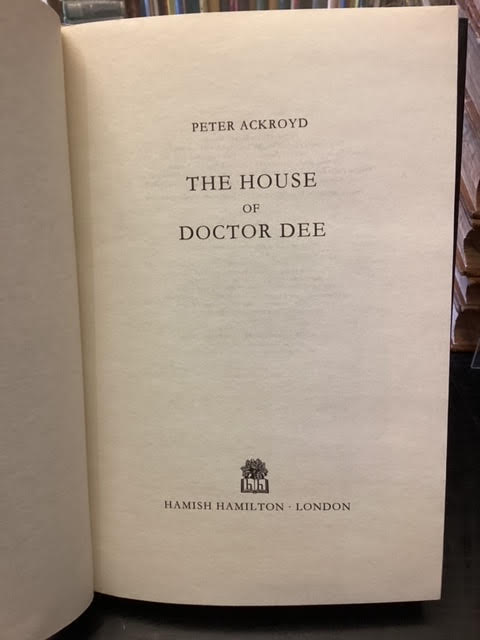 PETER ACKROYD
THE HOUSE
OF
DOCTOR DEE
HAMISH HAMILTON · LONDON